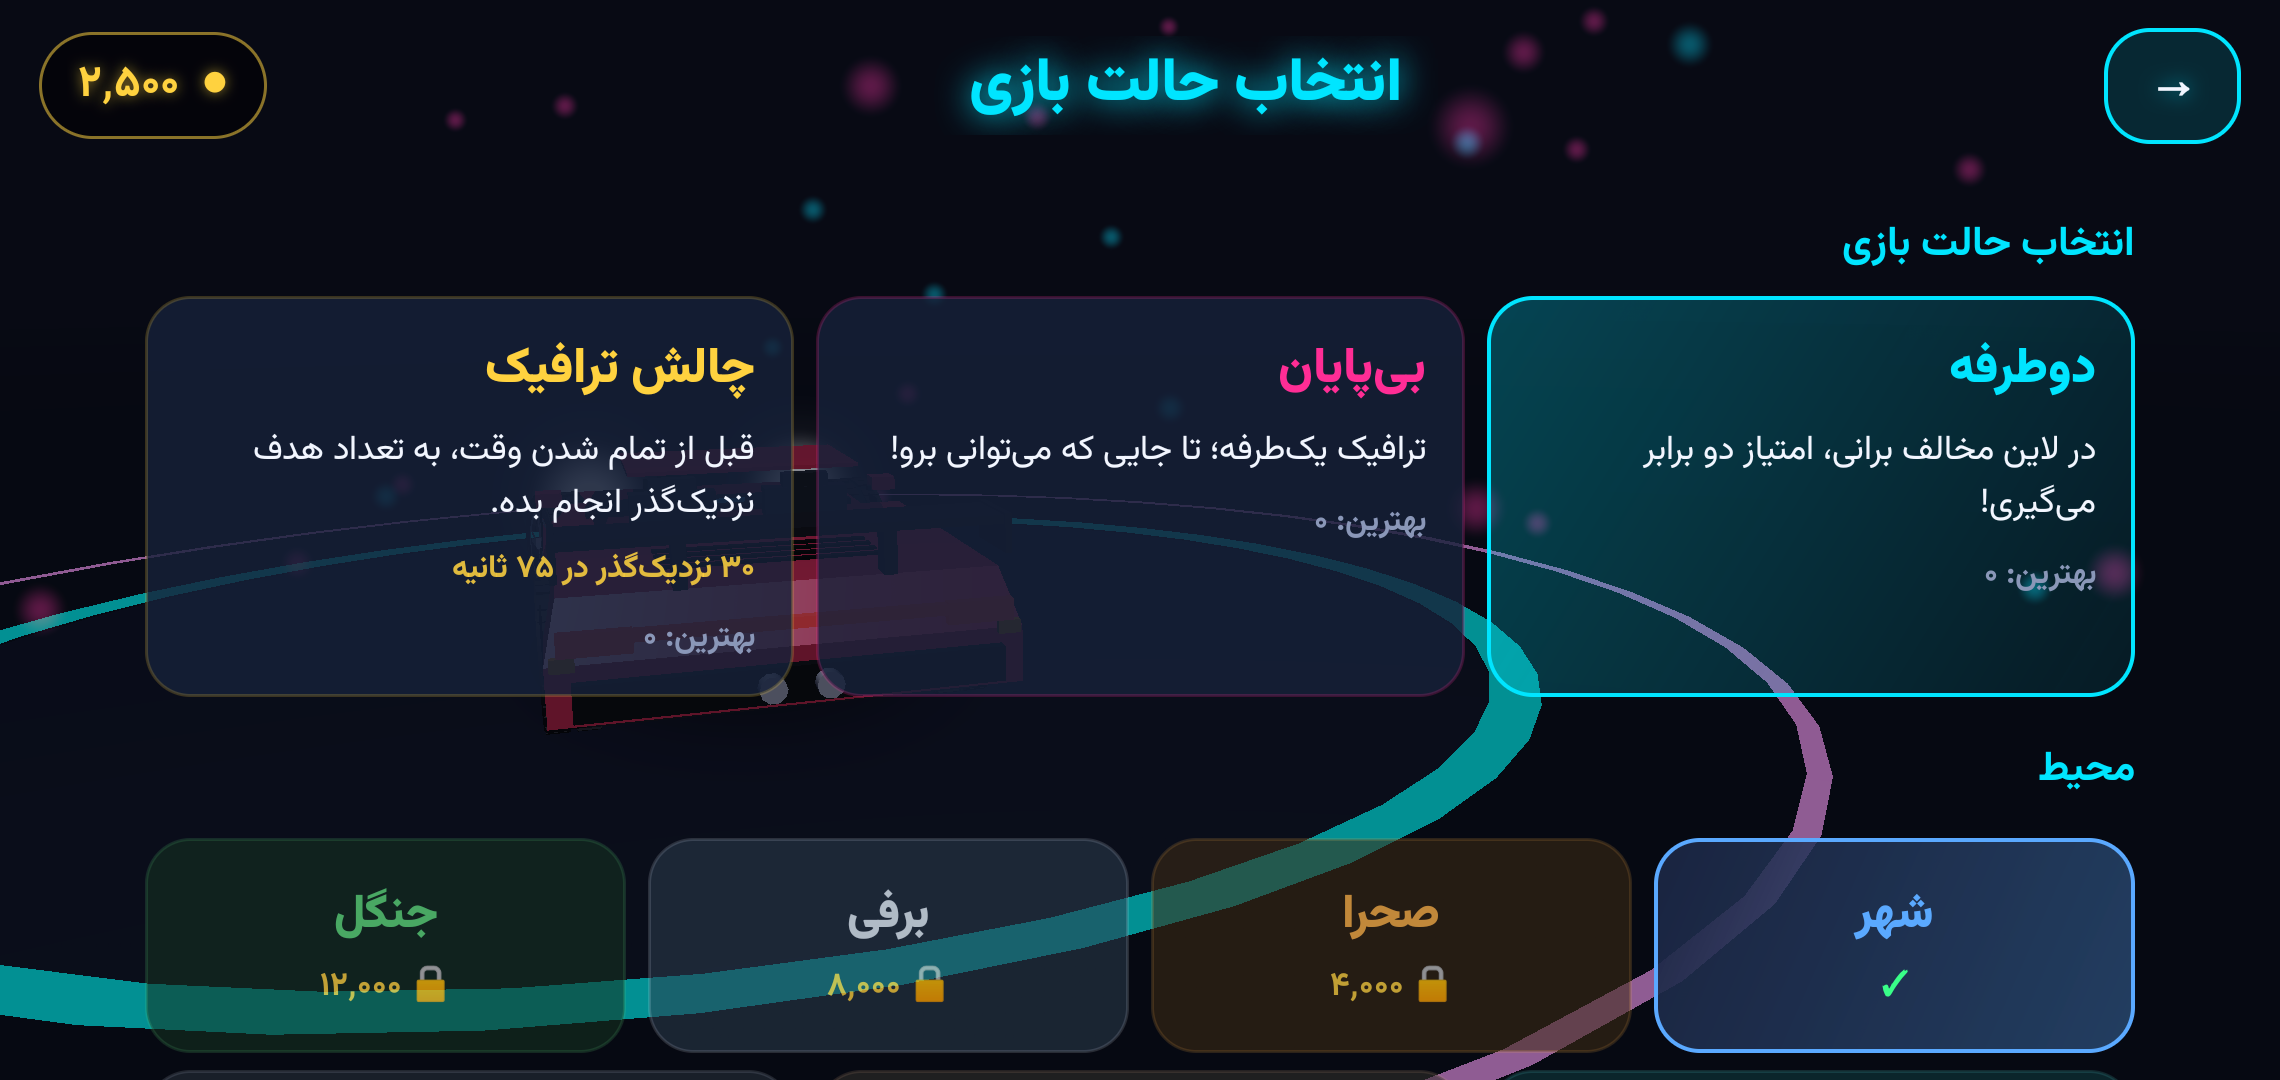 →
انتخاب حالت بازی
۲,۵۰۰
انتخاب حالت بازی
دوطرفه
در لاین مخالف برانی، امتیاز دو برابر
می‌گیری!
بهترین: ۰
بی‌پایان
ترافیک یک‌طرفه؛ تا جایی که می‌توانی برو!
بهترین: ۰
چالش ترافیک
قبل از تمام شدن وقت، به تعداد هدف
نزدیک‌گذر انجام بده.
۳۰ نزدیک‌گذر در ۷۵ ثانیه
بهترین: ۰
محیط
شهر
✓
صحرا
۴,۰۰۰
برفی
۸,۰۰۰
جنگل
۱۲,۰۰۰